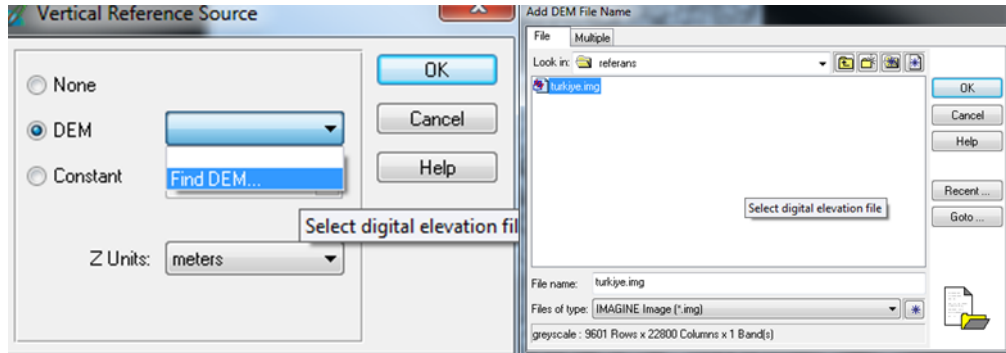 Vertical Reference Source
None
DEM
Find DEM...
Constant
Select digital elevation fil
Z Units: meters
OK
Cancel
Help
Add DEM File Name
File Multiple
Look in: referans
turkiye.img
Select digital elevation file
File name: turkiye.img
Files of type: IMAGINE Image (*.img)
greyscale : 9601 Rows x 22800 Columns x 1 Band(s)
OK
Cancel
Help
Recent ...
Goto ...